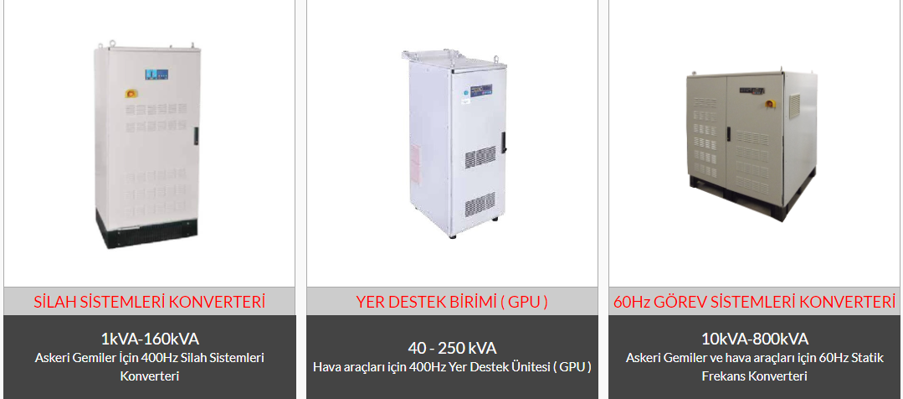 SİLAH SİSTEMLERİ KONVERTERİ
1kVA-160kVA
Askeri Gemiler İçin 400Hz Silah Sistemleri
Konverteri
YER DESTEK BİRİMİ ( GPU )
40 - 250 kVA
Hava araçları için 400Hz Yer Destek Ünitesi ( GPU )
60Hz GÖREV SİSTEMLERİ KONVERTERİ
10kVA-800kVA
Askeri Gemiler ve hava araçları için 60Hz Statik
Frekans Konverteri